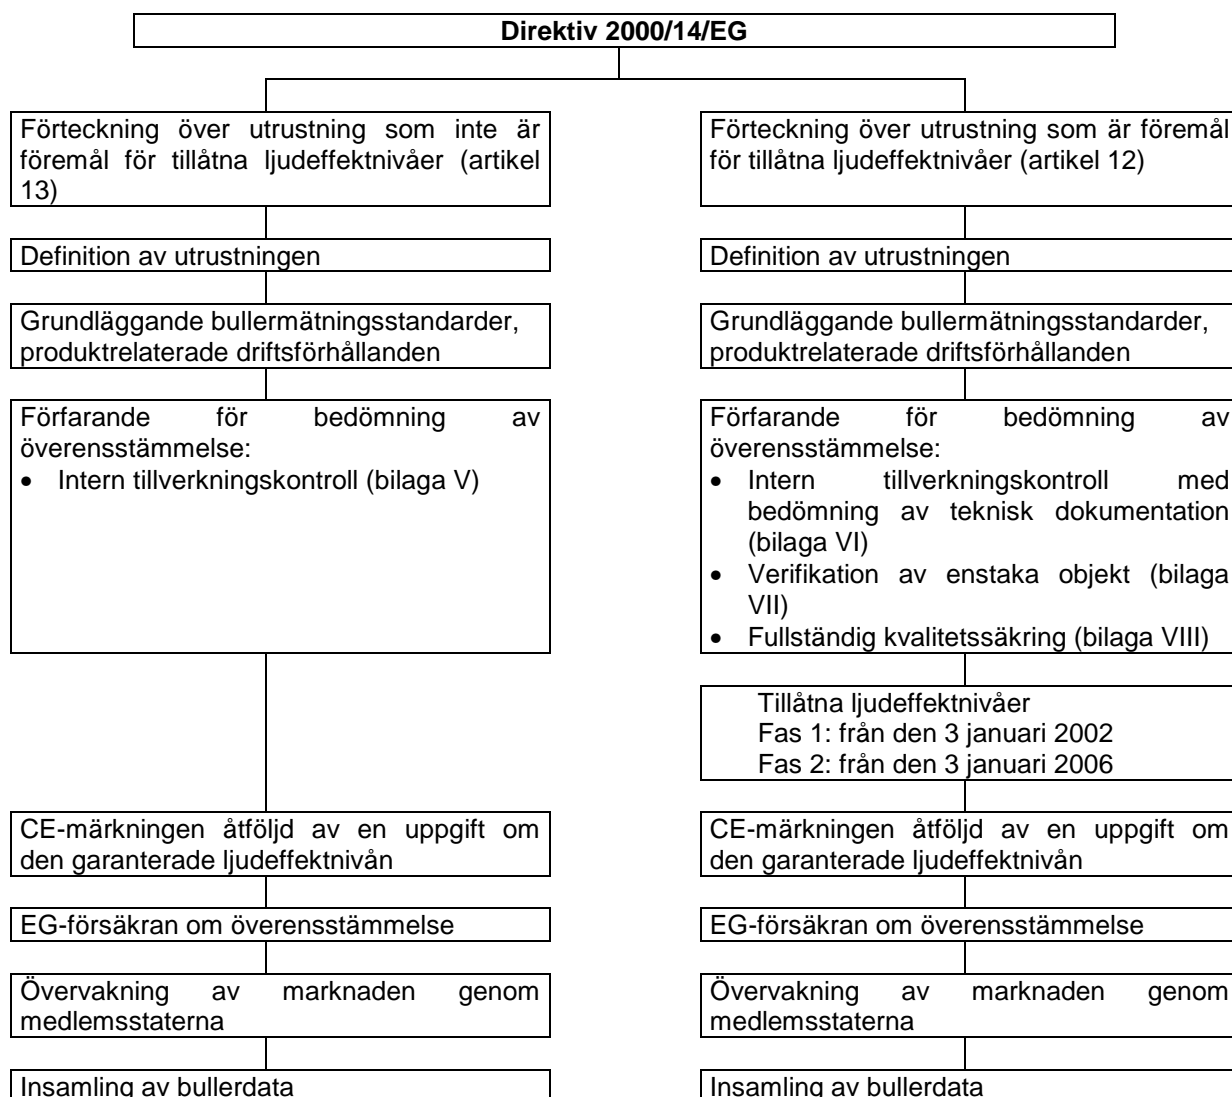 Direktiv 2000/14/EG
Förteckning över utrustning som inte är
föremål för tillåtna ljudeffektnivåer (artikel
13)
Definition av utrustningen
Grundläggande bullermätningsstandarder,
produktrelaterade driftsförhållanden
Förfarande för bedömning av
överensstämmelse:
• Intern tillverkningskontroll (bilaga V)
CE-märkningen åtföljd av en uppgift om
den garanterade ljudeffektnivån
EG-försäkran om överensstämmelse
Övervakning av marknaden genom
medlemsstaterna
Insamling av bullerdata
Förteckning över utrustning som är föremål
för tillåtna ljudeffektnivåer (artikel 12)
Definition av utrustningen
Grundläggande bullermätningsstandarder,
produktrelaterade driftsförhållanden
Förfarande för bedömning av
överensstämmelse:
• Intern tillverkningskontroll med
bedömning av teknisk dokumentation
(bilaga VI)
• Verifikation av enstaka objekt (bilaga
VII)
• Fullständig kvalitetssäkring (bilaga VIII)
Tillåtna ljudeffektnivåer
Fas 1: från den 3 januari 2002
Fas 2: från den 3 januari 2006
CE-märkningen åtföljd av en uppgift om
den garanterade ljudeffektnivån
EG-försäkran om överensstämmelse
Övervakning av marknaden genom
medlemsstaterna
Insamling av bullerdata